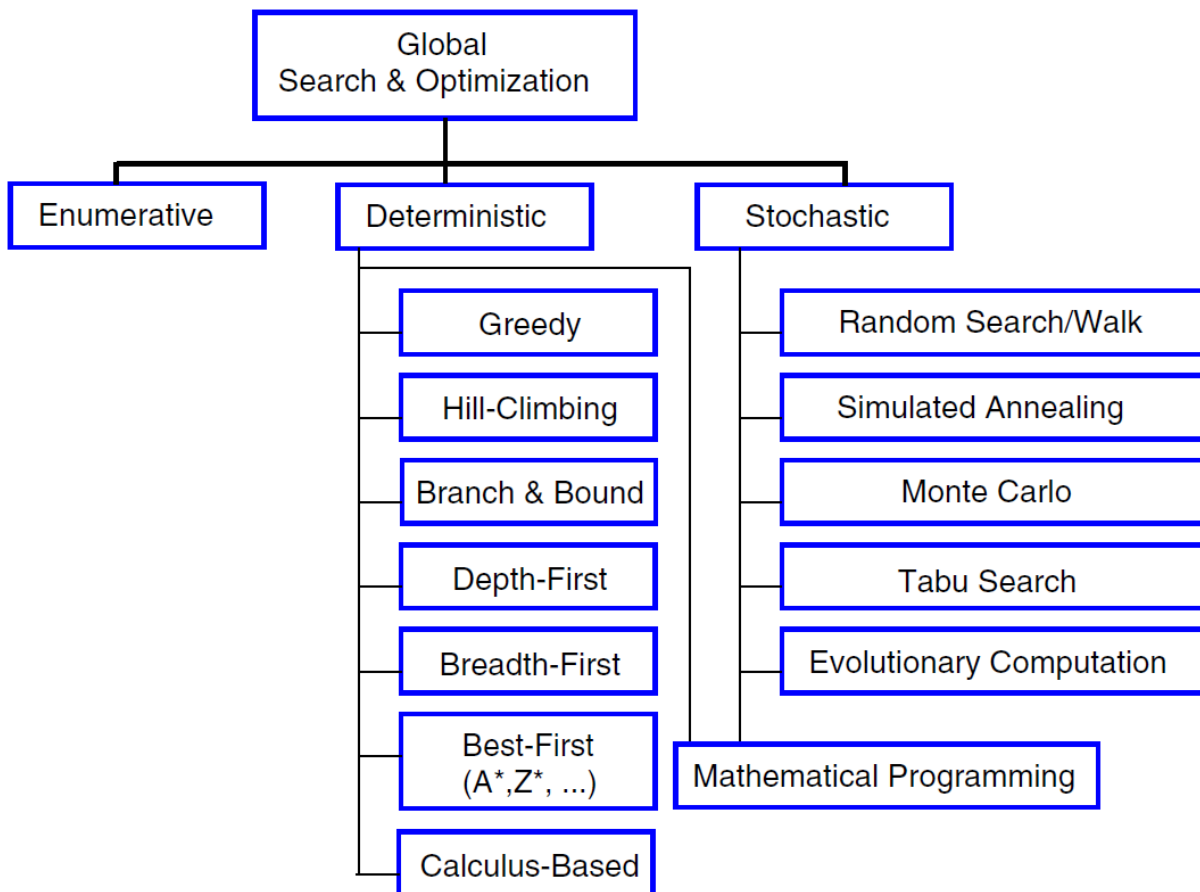 Global
Search & Optimization
Enumerative
Deterministic
Stochastic
Greedy
Hill-Climbing
Branch & Bound
Depth-First
Breadth-First
Best-First
(A*,Z*, ...)
Calculus-Based
Random Search/Walk
Simulated Annealing
Monte Carlo
Tabu Search
Evolutionary Computation
Mathematical Programming